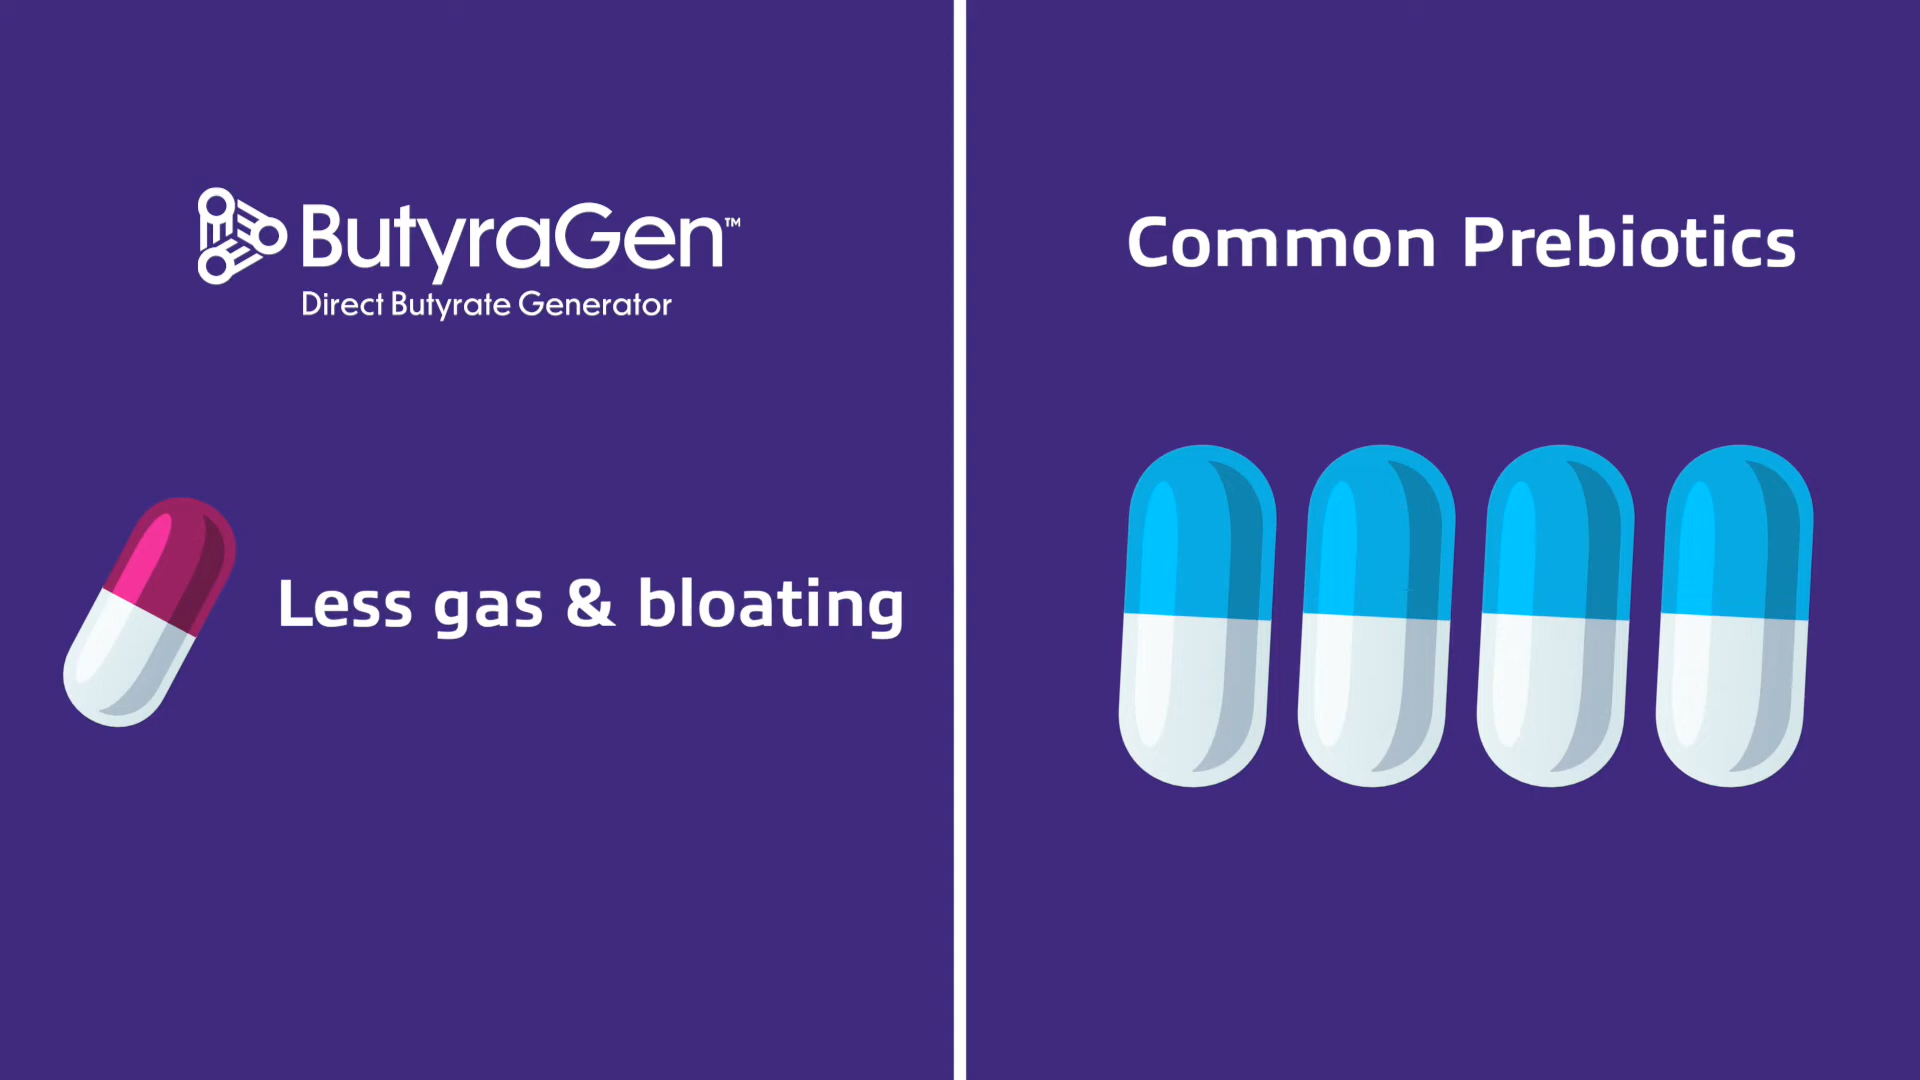 ButyraGen™
Direct Butyrate Generator
Less gas & bloating
Common Prebiotics